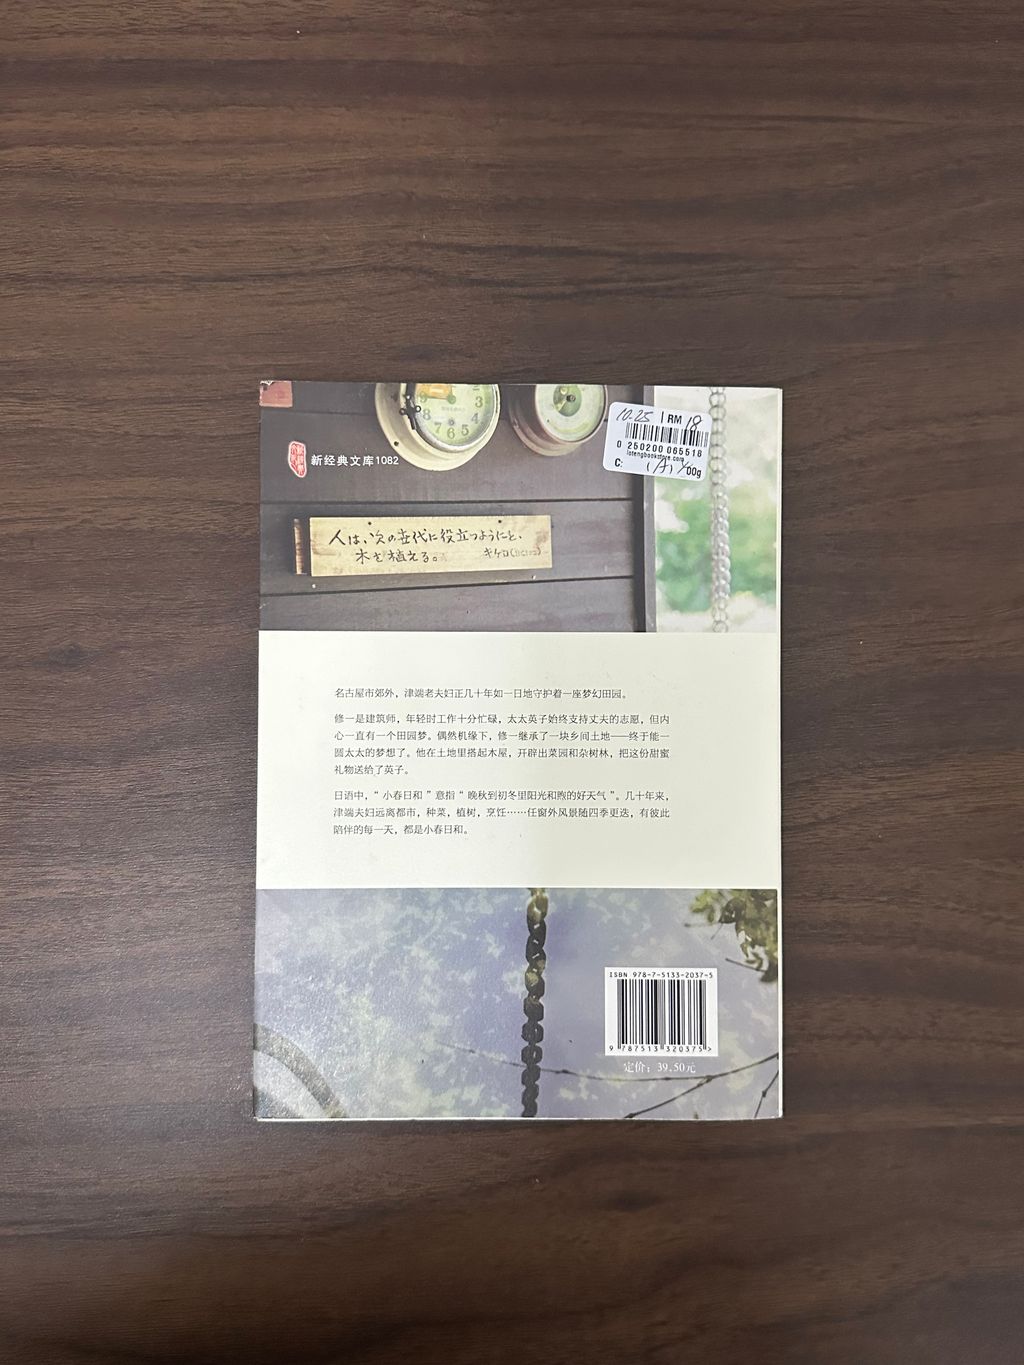 新经典文库1082
10-25 RM 18
0 250200 065518
lotengbookstore.com
C:
00g
人は、次の世代に役立つようにと、
木を植える。 キケロ
名古屋市郊外，津端老夫妇正几十年如一日地守护着一座梦幻田园。
修一是建筑师，年轻时工作十分忙碌，太太英子始终支持丈夫的志愿，但内
心一直有一个田园梦。偶然机缘下，修一继承了一块乡间土地——终于能一
圆太太的梦想了。他在土地里搭起木屋，开辟出菜园和杂树林，把这份甜蜜
礼物送给了英子。
日语中，“小春日和”意指“晚秋到初冬里阳光和煦的好天气”。几十年来，
津端夫妇远离都市，种菜，植树，烹饪……任窗外风景随四季更迭，有彼此
陪伴的每一天，都是小春日和。
ISBN 978-7-5133-2037-5
9 787513 320375 >
定价：39.50元